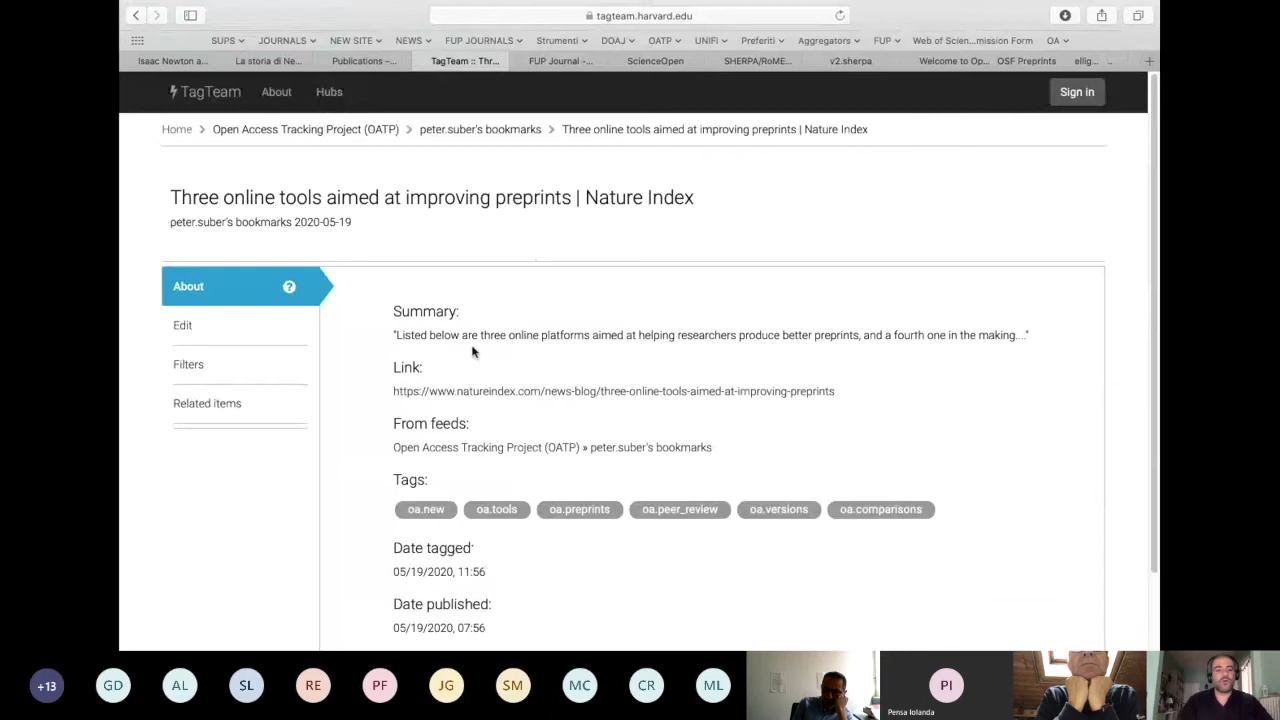 tagteam.harvard.edu
SUPS JOURNALS NEW SITE NEWS FUP JOURNALS Strumenti DOAJ OATP UNIFI Preferiti Aggregators FUP Web of Scien...mission Form OA
Isaac Newton a... La storia di Ne... Publications –... TagTeam :: Thr... FUP Journal -... ScienceOpen SHERPA/RoME... v2.sherpa Welcome to Op... OSF Preprints ellig...
TagTeam About Hubs Sign in
Home > Open Access Tracking Project (OATP) > peter.suber's bookmarks > Three online tools aimed at improving preprints | Nature Index
Three online tools aimed at improving preprints | Nature Index
peter.suber's bookmarks 2020-05-19
About ?
Edit
Filters
Related items
Summary:
"Listed below are three online platforms aimed at helping researchers produce better preprints, and a fourth one in the making...."
Link:
https://www.natureindex.com/news-blog/three-online-tools-aimed-at-improving-preprints
From feeds:
Open Access Tracking Project (OATP) » peter.suber's bookmarks
Tags:
oa.new oa.tools oa.preprints oa.peer_review oa.versions oa.comparisons
Date tagged:
05/19/2020, 11:56
Date published:
05/19/2020, 07:56
+13 GD AL SL RE PF JG SM MC CR ML PI
Pensa Iolanda